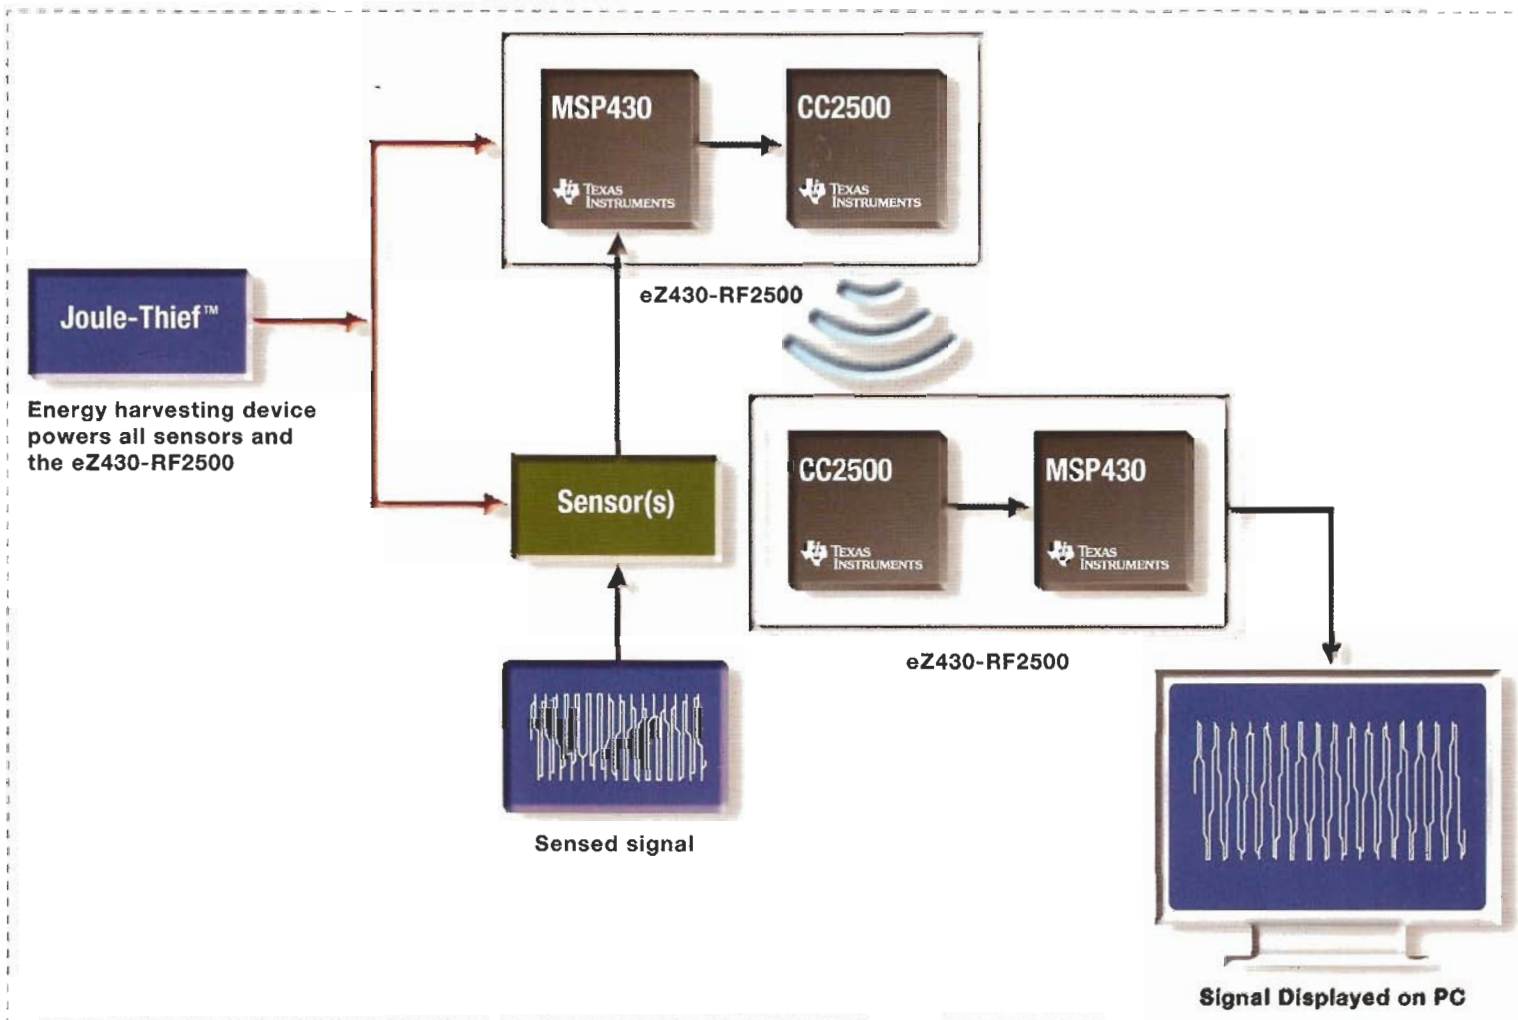 MSP430
TEXAS
INSTRUMENTS
CC2500
TEXAS
INSTRUMENTS
eZ430-RF2500
Joule-Thief™
Energy harvesting device
powers all sensors and
the eZ430-RF2500
Sensor(s)
CC2500
TEXAS
INSTRUMENTS
MSP430
TEXAS
INSTRUMENTS
eZ430-RF2500
Sensed signal
Signal Displayed on PC